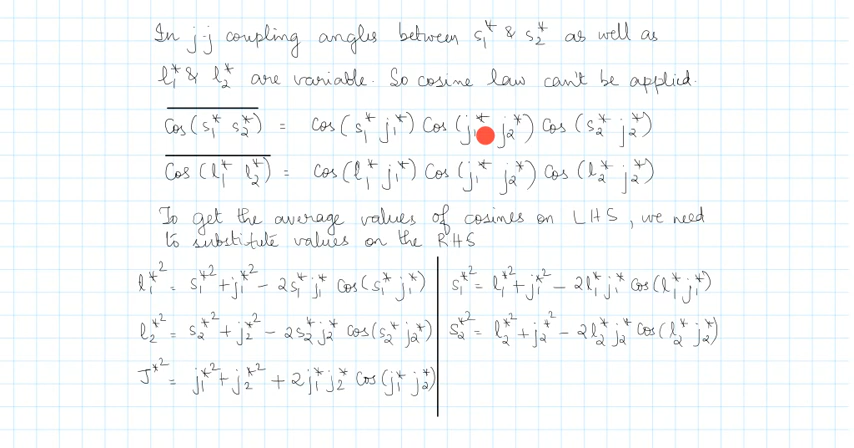 In j-j coupling angles between s₁* & s₂* as well as
l₁* & l₂* are variable. So cosine law can't be applied.
Cos(s₁* s₂*) = cos(s₁* j₁*) Cos(j₁* j₂*) Cos(s₂* j₂*)
Cos(l₁* l₂*) = cos(l₁* j₁*) Cos(j₁* j₂*) Cos(l₂* j₂*)
To get the average values of cosines on LHS, we need
to substitute values on the RHS
l₁*² = s₁*² + j₁*² - 2s₁* j₁* Cos(s₁* j₁*)
l₂*² = s₂*² + j₂*² - 2s₂* j₂* Cos(s₂* j₂*)
J*² = j₁*² + j₂*² + 2j₁* j₂* Cos(j₁* j₂*)
s₁*² = l₁*² + j₁*² - 2l₁* j₁* Cos(l₁* j₁*)
s₂*² = l₂*² + j₂*² - 2l₂* j₂* Cos(l₂* j₂*)